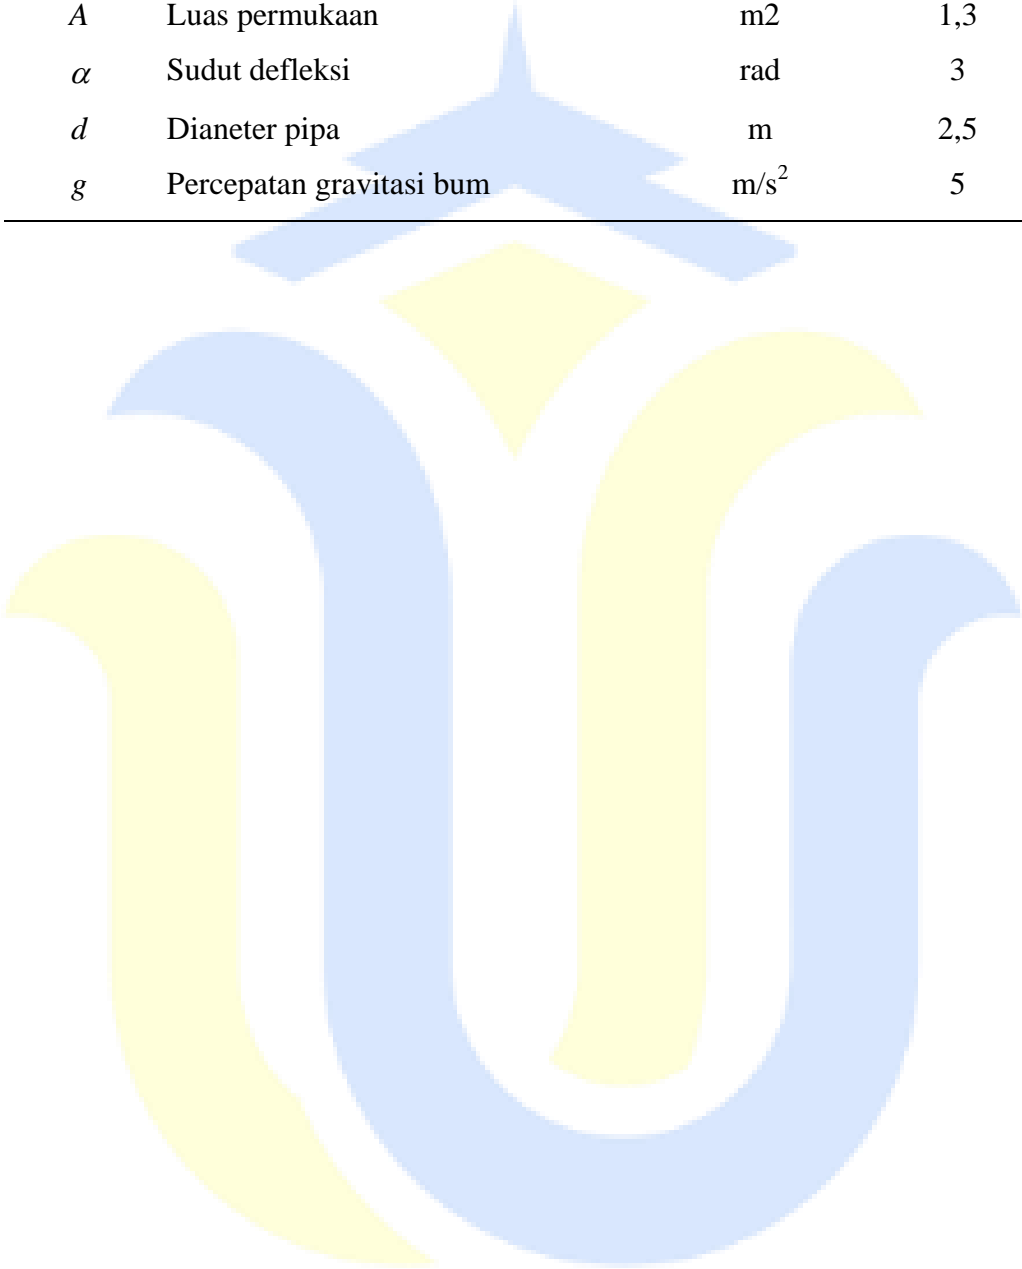 A Luas permukaan m2 1,3
α Sudut defleksi rad 3
d Dianeter pipa m 2,5
g Percepatan gravitasi bum m/s² 5